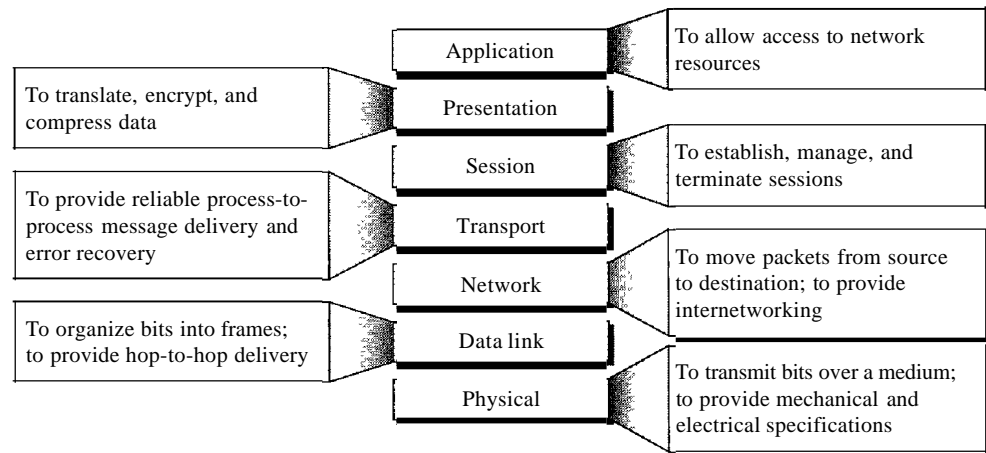 Application
To allow access to network
resources
To translate, encrypt, and
compress data
Presentation
Session
To establish, manage, and
terminate sessions
To provide reliable process-to-
process message delivery and
error recovery
Transport
Network
To move packets from source
to destination; to provide
internetworking
To organize bits into frames;
to provide hop-to-hop delivery
Data link
Physical
To transmit bits over a medium;
to provide mechanical and
electrical specifications